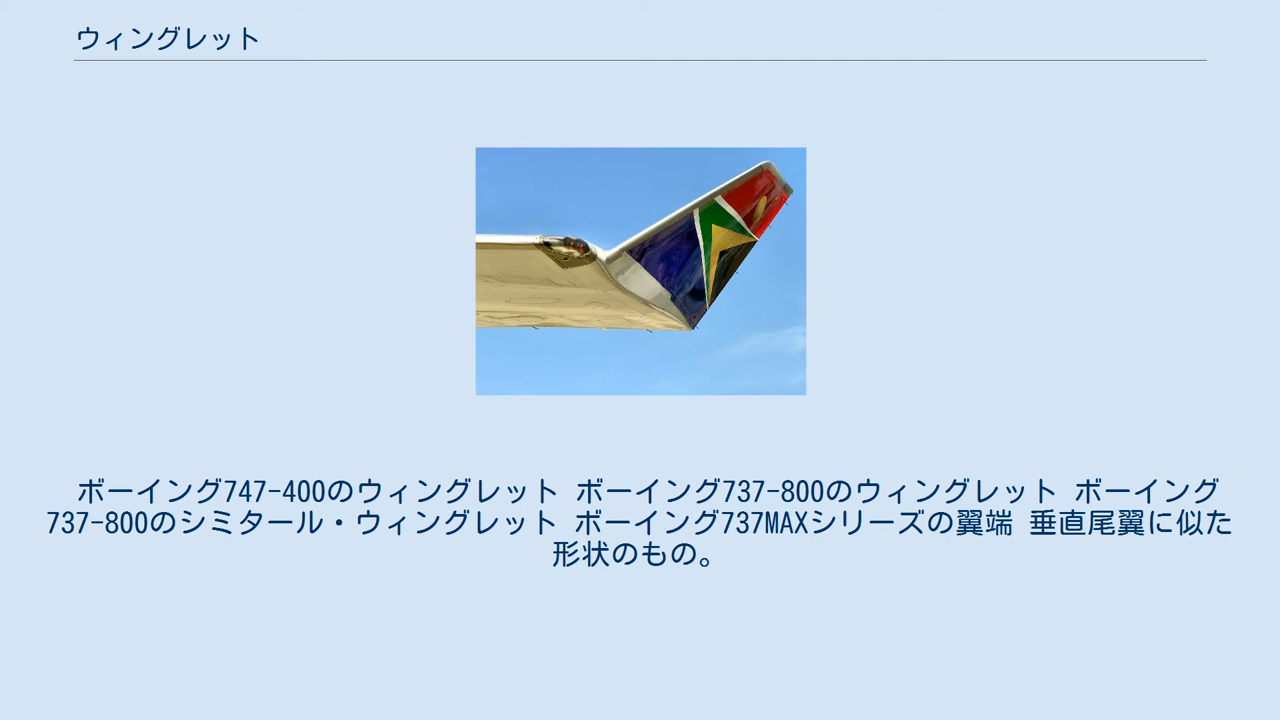 ウィングレット
ボーイング747-400のウィングレット ボーイング737-800のウィングレット ボーイング
737-800のシミタール・ウィングレット ボーイング737MAXシリーズの翼端 垂直尾翼に似た
形状のもの。